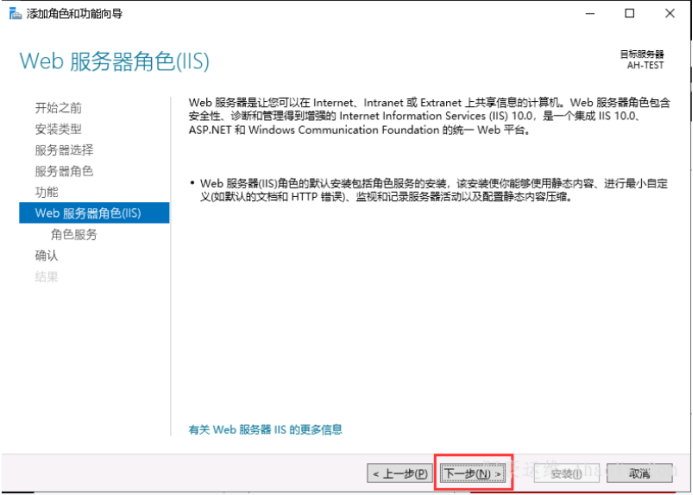 添加角色和功能向导
Web 服务器角色(IIS)
目标服务器
AH-TEST
开始之前
安装类型
服务器选择
服务器角色
功能
Web 服务器角色(IIS)
角色服务
确认
结果
Web 服务器是让您可以在 Internet、Intranet 或 Extranet 上共享信息的计算机。Web 服务器角色包含
安全性、诊断和管理得到增强的 Internet Information Services (IIS) 10.0，是一个集成 IIS 10.0、
ASP.NET 和 Windows Communication Foundation 的统一 Web 平台。
• Web 服务器(IIS)角色的默认安装包括角色服务的安装，该安装使你能够使用静态内容、进行最小自定
义(如默认的文档和 HTTP 错误)、监视和记录服务器活动以及配置静态内容压缩。
有关 Web 服务器 IIS 的更多信息
< 上一步(P) 下一步(N) > 安装(I) 取消